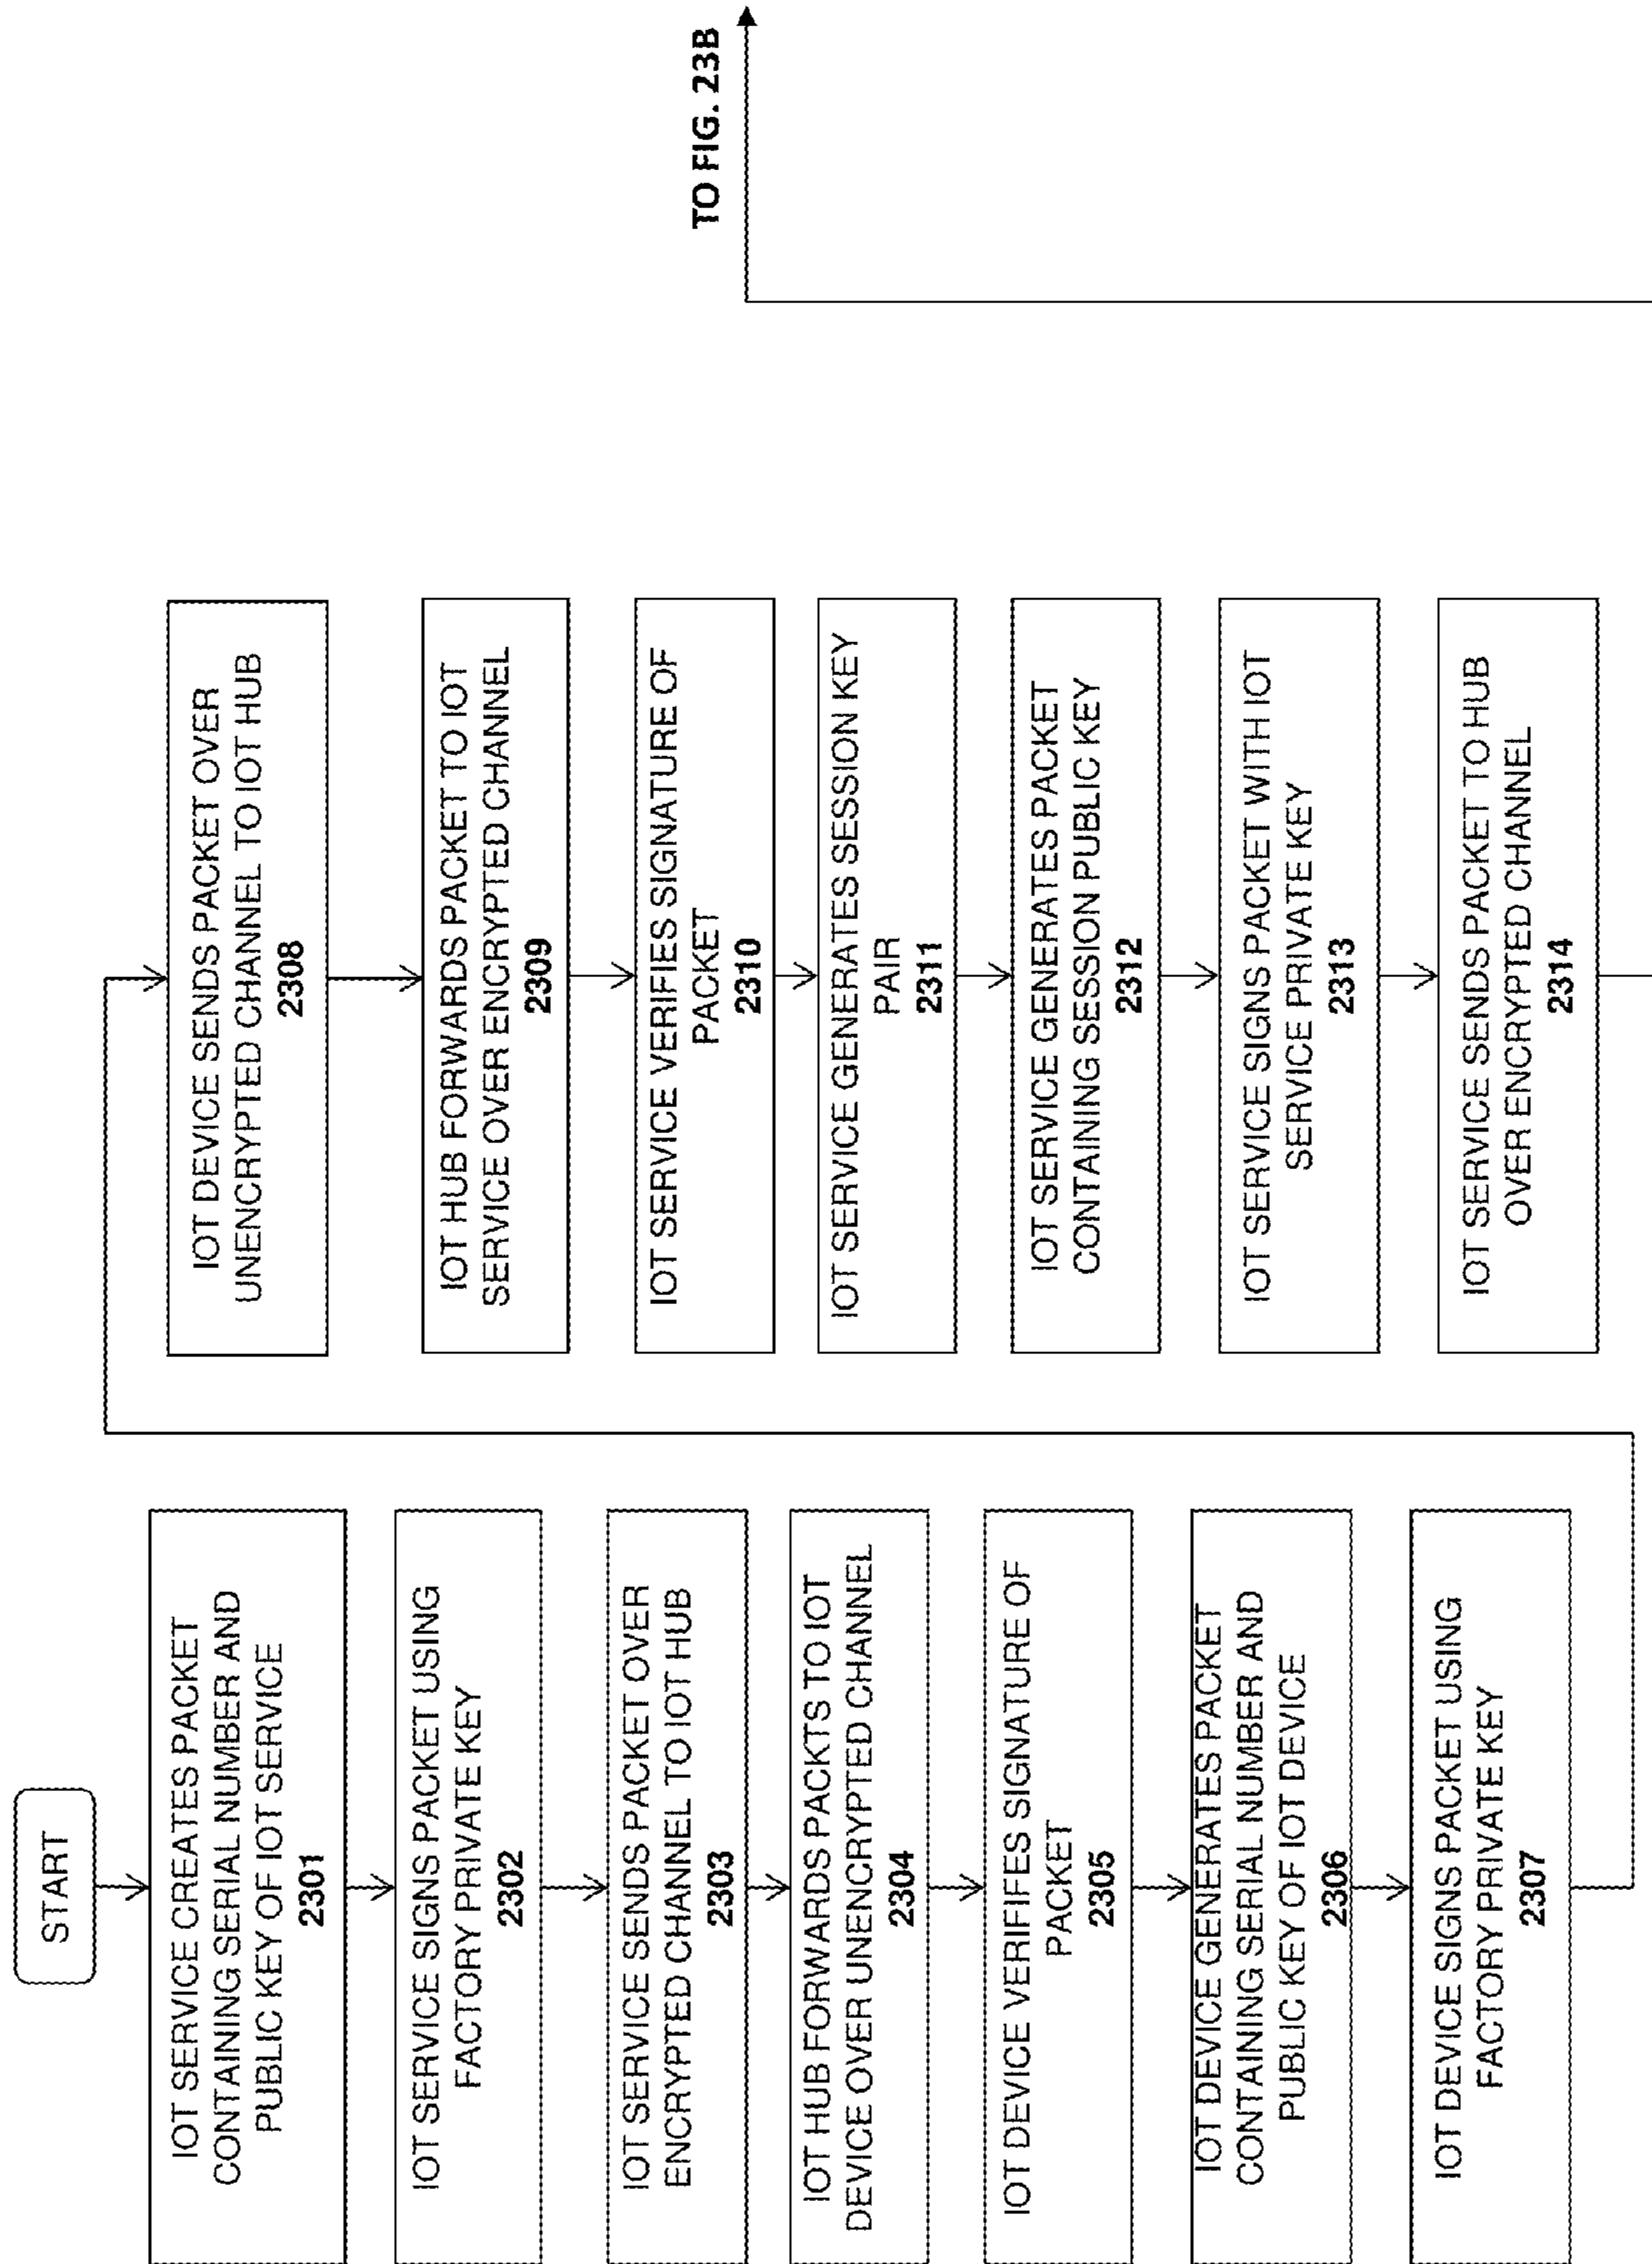 START
IOT SERVICE CREATES PACKET
CONTAINING SERIAL NUMBER AND
PUBLIC KEY OF IOT SERVICE
2301
IOT SERVICE SIGNS PACKET USING
FACTORY PRIVATE KEY
2302
IOT SERVICE SENDS PACKET OVER
ENCRYPTED CHANNEL TO IOT HUB
2303
IOT HUB FORWARDS PACKTS TO IOT
DEVICE OVER UNENCRYPTED CHANNEL
2304
IOT DEVICE VERIFIFES SIGNATURE OF
PACKET
2305
IOT DEVICE GENERATES PACKET
CONTAINING SERIAL NUMBER AND
PUBLIC KEY OF IOT DEVICE
2306
IOT DEVICE SIGNS PACKET USING
FACTORY PRIVATE KEY
2307
IOT DEVICE SENDS PACKET OVER
UNENCRYPTED CHANNEL TO IOT HUB
2308
IOT HUB FORWARDS PACKET TO IOT
SERVICE OVER ENCRYPTED CHANNEL
2309
IOT SERVICE VERIFIES SIGNATURE OF
PACKET
2310
IOT SERVICE GENERATES SESSION KEY
PAIR
2311
IOT SERVICE GENERATES PACKET
CONTAINING SESSION PUBLIC KEY
2312
IOT SERVICE SIGNS PACKET WITH IOT
SERVICE PRIVATE KEY
2313
IOT SERVICE SENDS PACKET TO HUB
OVER ENCRYPTED CHANNEL
2314
TO FIG. 23B